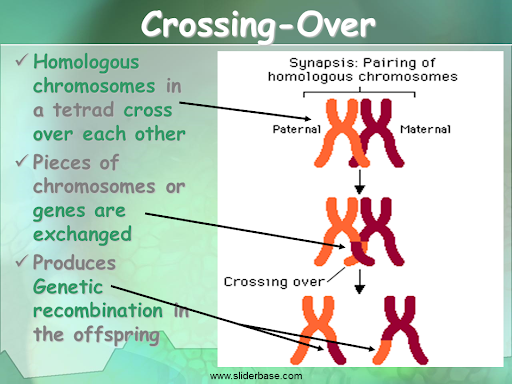 Crossing-Over
✓ Homologous
chromosomes in
a tetrad cross
over each other
✓ Pieces of
chromosomes or
genes are
exchanged
✓ Produces
Genetic
recombination in
the offspring
Synapsis: Pairing of
homologous chromosomes
Paternal
Maternal
Crossing over
www.sliderbase.com